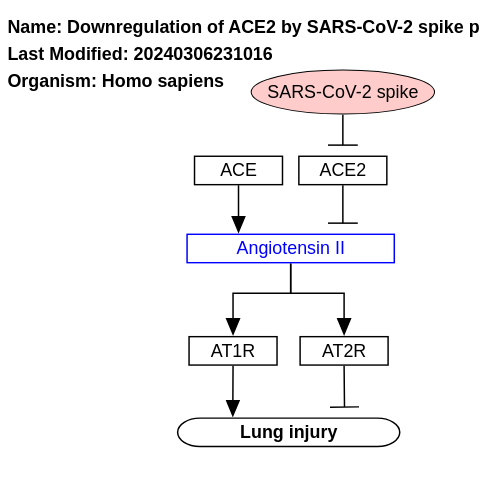 Name: Downregulation of ACE2 by SARS-CoV-2 spike p
Last Modified: 20240306231016
Organism: Homo sapiens
SARS-CoV-2 spike
ACE ACE2
Angiotensin II
AT1R AT2R
Lung injury